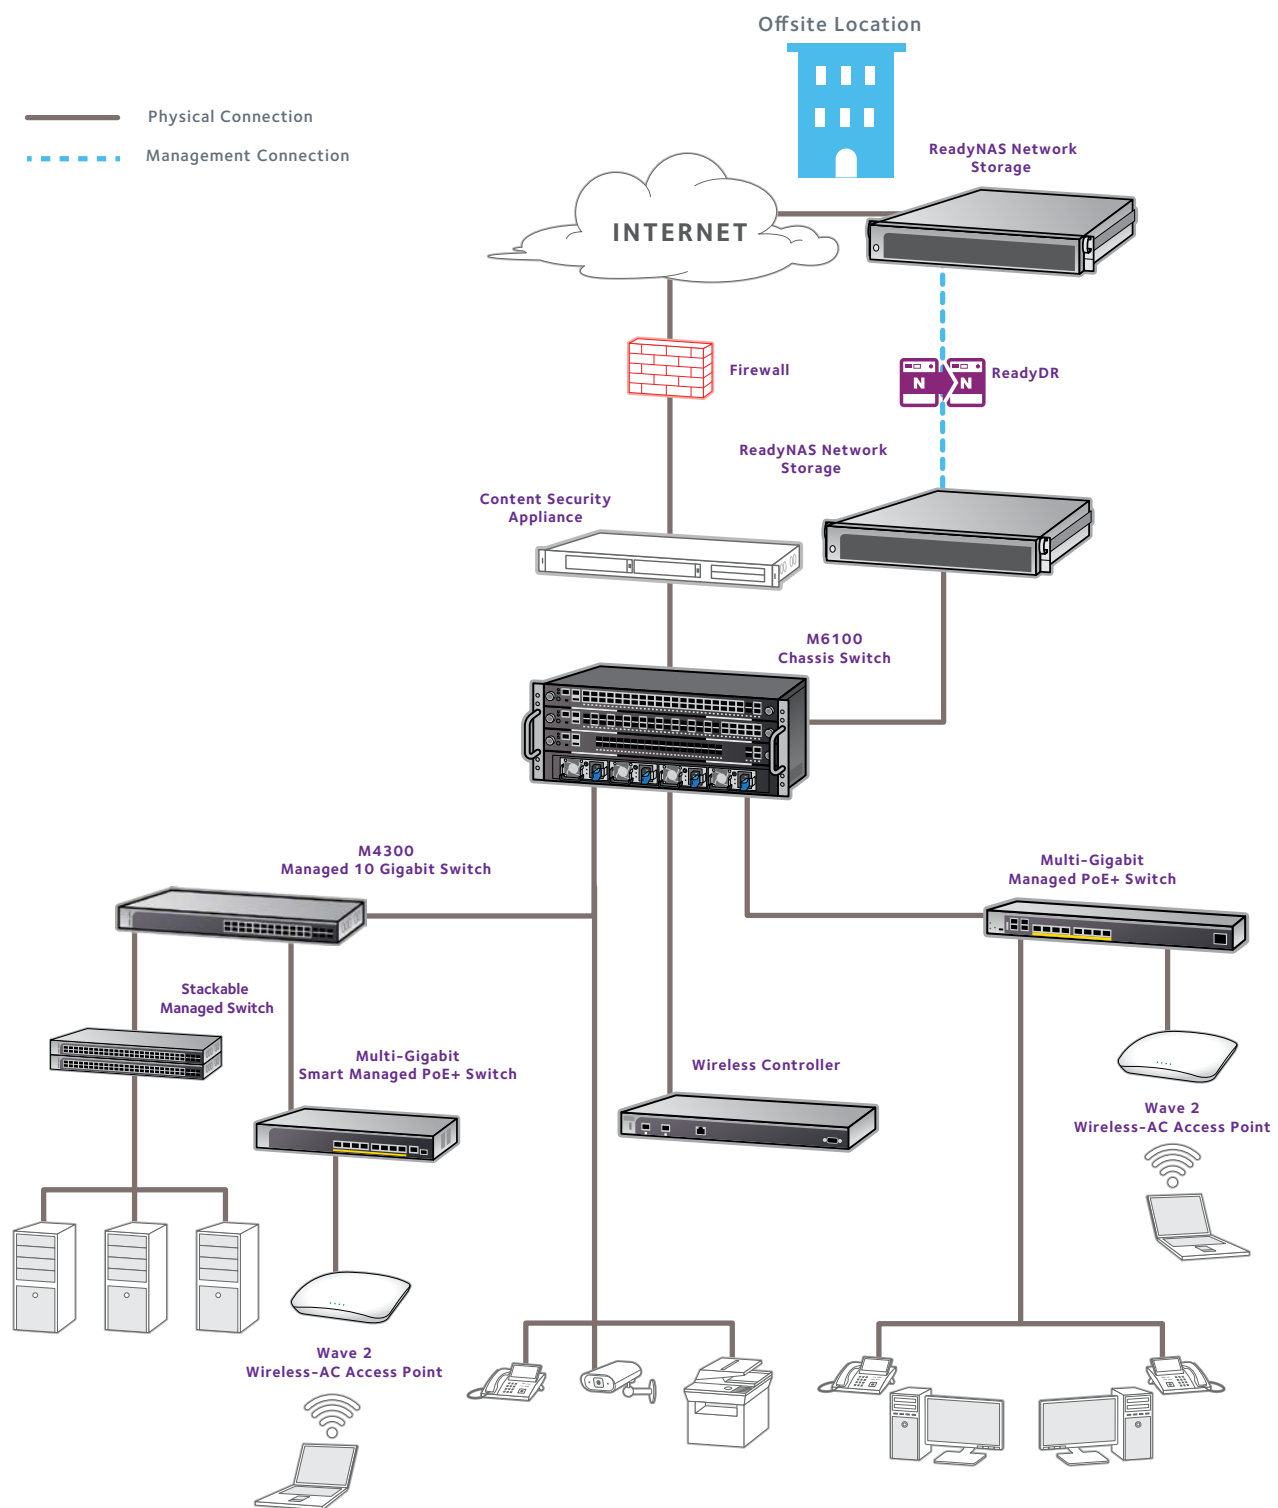 Offsite Location
Physical Connection
Management Connection
ReadyNAS Network
Storage
INTERNET
Firewall
N
N
ReadyDR
ReadyNAS Network
Storage
Content Security
Appliance
M6100
Chassis Switch
M4300
Managed 10 Gigabit Switch
Multi-Gigabit
Managed PoE+ Switch
Stackable
Managed Switch
Multi-Gigabit
Smart Managed PoE+ Switch
Wireless Controller
Wave 2
Wireless-AC Access Point
Wave 2
Wireless-AC Access Point